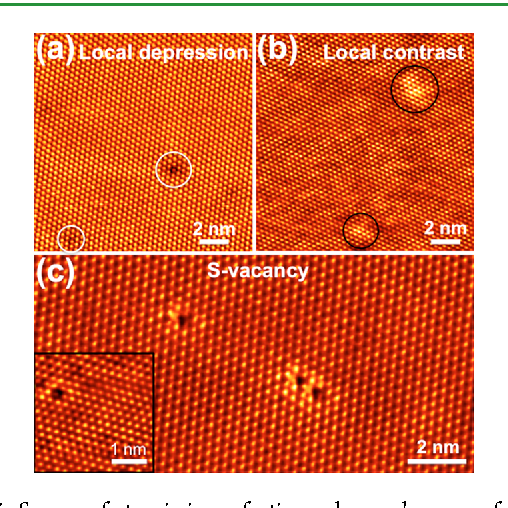 (a) Local depression
(b) Local contrast
2 nm
2 nm
(c) S-vacancy
1 nm
2 nm